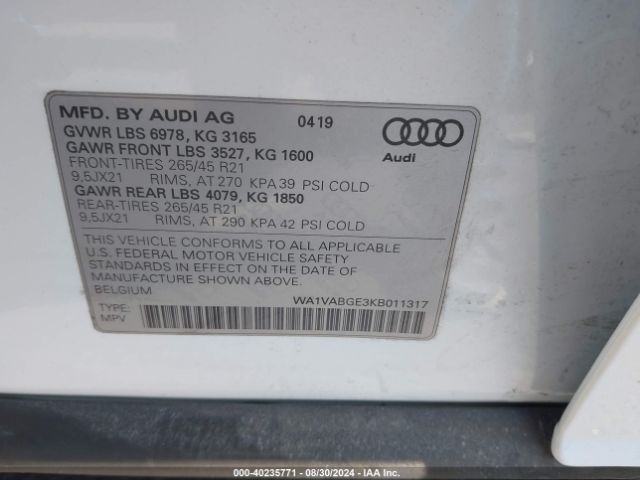 MFD. BY AUDI AG 0419
GVWR LBS 6978, KG 3165
GAWR FRONT LBS 3527, KG 1600
FRONT-TIRES 265/45 R21
9,5JX21 RIMS, AT 270 KPA 39 PSI COLD
GAWR REAR LBS 4079, KG 1850
REAR-TIRES 265/45 R21
9,5JX21 RIMS, AT 290 KPA 42 PSI COLD
Audi
THIS VEHICLE CONFORMS TO ALL APPLICABLE
U.S. FEDERAL MOTOR VEHICLE SAFETY
STANDARDS IN EFFECT ON THE DATE OF
MANUFACTURE SHOWN ABOVE.
BELGIUM
WA1VABGE3KB011317
TYPE:
MPV
000-40235771 - 08/30/2024 - IAA Inc.